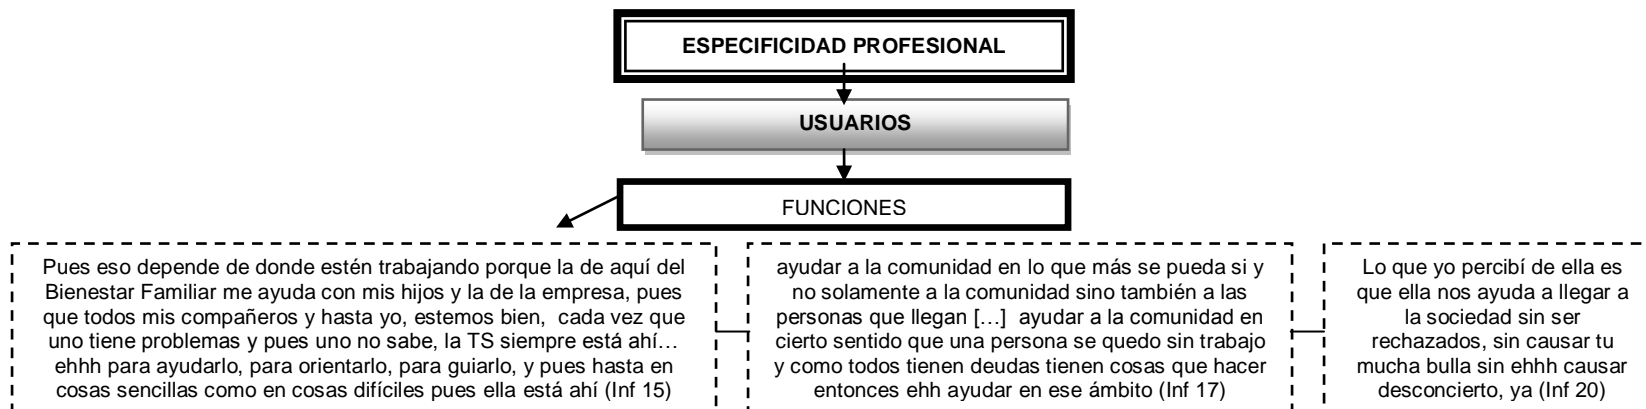 ESPECIFICIDAD PROFESIONAL
USUARIOS
FUNCIONES
Pues eso depende de donde estén trabajando porque la de aquí del
Bienestar Familiar me ayuda con mis hijos y la de la empresa, pues
que todos mis compañeros y hasta yo, estemos bien, cada vez que
uno tiene problemas y pues uno no sabe, la TS siempre está ahí…
ehhh para ayudarlo, para orientarlo, para guiarlo, y pues hasta en
cosas sencillas como en cosas difíciles pues ella está ahí (Inf 15)
ayudar a la comunidad en lo que más se pueda si y
no solamente a la comunidad sino también a las
personas que llegan […] ayudar a la comunidad en
cierto sentido que una persona se quedo sin trabajo
y como todos tienen deudas tienen cosas que hacer
entonces ehh ayudar en ese ámbito (Inf 17)
Lo que yo percibí de ella es
que ella nos ayuda a llegar a
la sociedad sin ser
rechazados, sin causar tu
mucha bulla sin ehhh causar
desconcierto, ya (Inf 20)